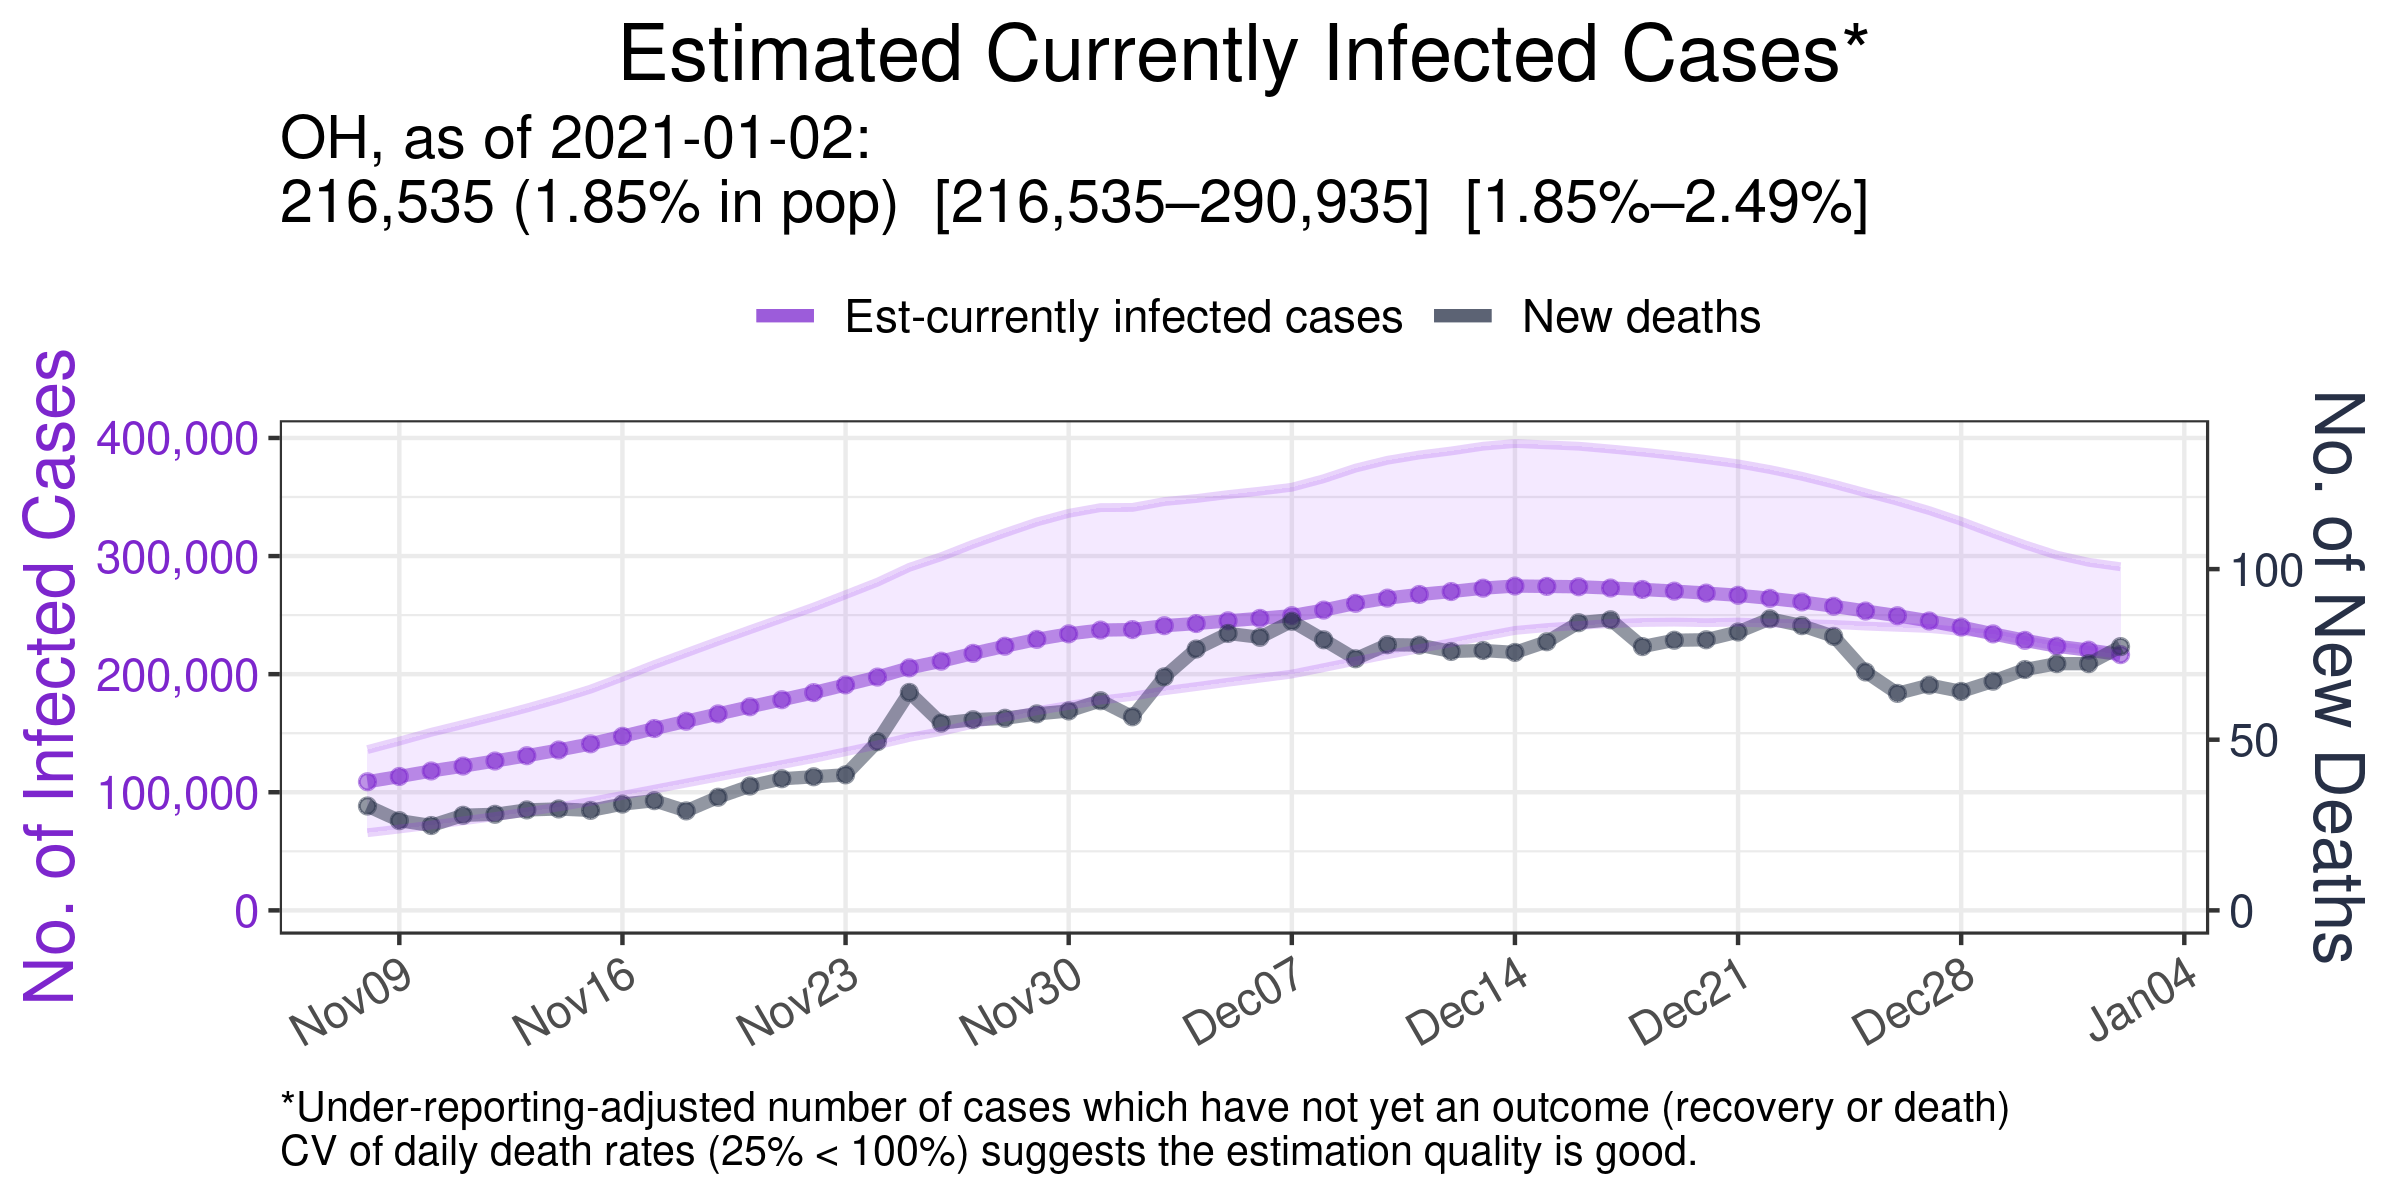 Estimated Currently Infected Cases*
OH, as of 2021-01-02:
216,535 (1.85% in pop)  [216,535–290,935]  [1.85%–2.49%]
Est-currently infected cases
New deaths
No. of Infected Cases
400,000
300,000
200,000
100,000
0
100
50
0
No. of New Deaths
Nov09
Nov16
Nov23
Nov30
Dec07
Dec14
Dec21
Dec28
Jan04
*Under-reporting-adjusted number of cases which have not yet an outcome (recovery or death)
CV of daily death rates (25% < 100%) suggests the estimation quality is good.